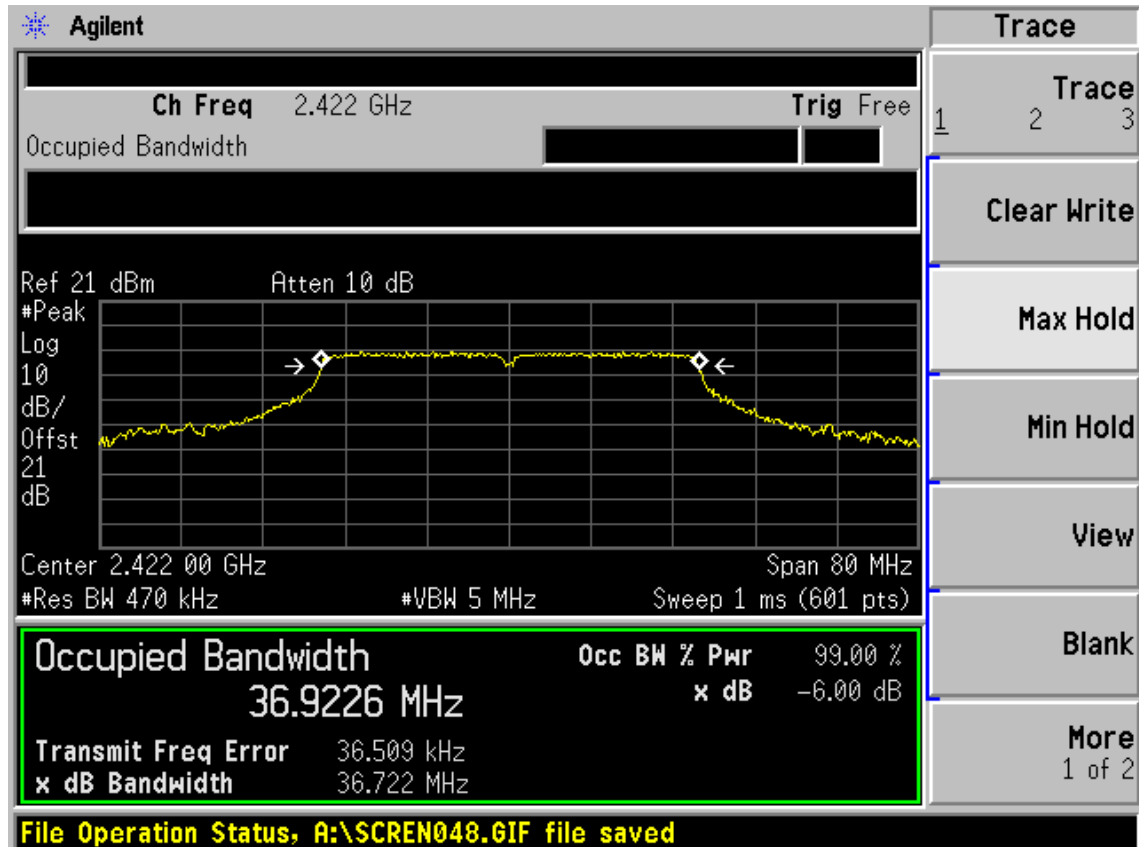 Agilent
Trace
Ch Freq 2.422 GHz Trig Free
Occupied Bandwidth
Trace
1 2 3
Clear Write
Max Hold
Min Hold
View
Blank
More
1 of 2
Ref 21 dBm Atten 10 dB
#Peak
Log
10
dB/
Offst
21
dB
Center 2.422 00 GHz Span 80 MHz
#Res BW 470 kHz #VBW 5 MHz Sweep 1 ms (601 pts)
Occupied Bandwidth
36.9226 MHz
Occ BW % Pwr 99.00 %
x dB -6.00 dB
Transmit Freq Error 36.509 kHz
x dB Bandwidth 36.722 MHz
File Operation Status, A:\SCREN048.GIF file saved